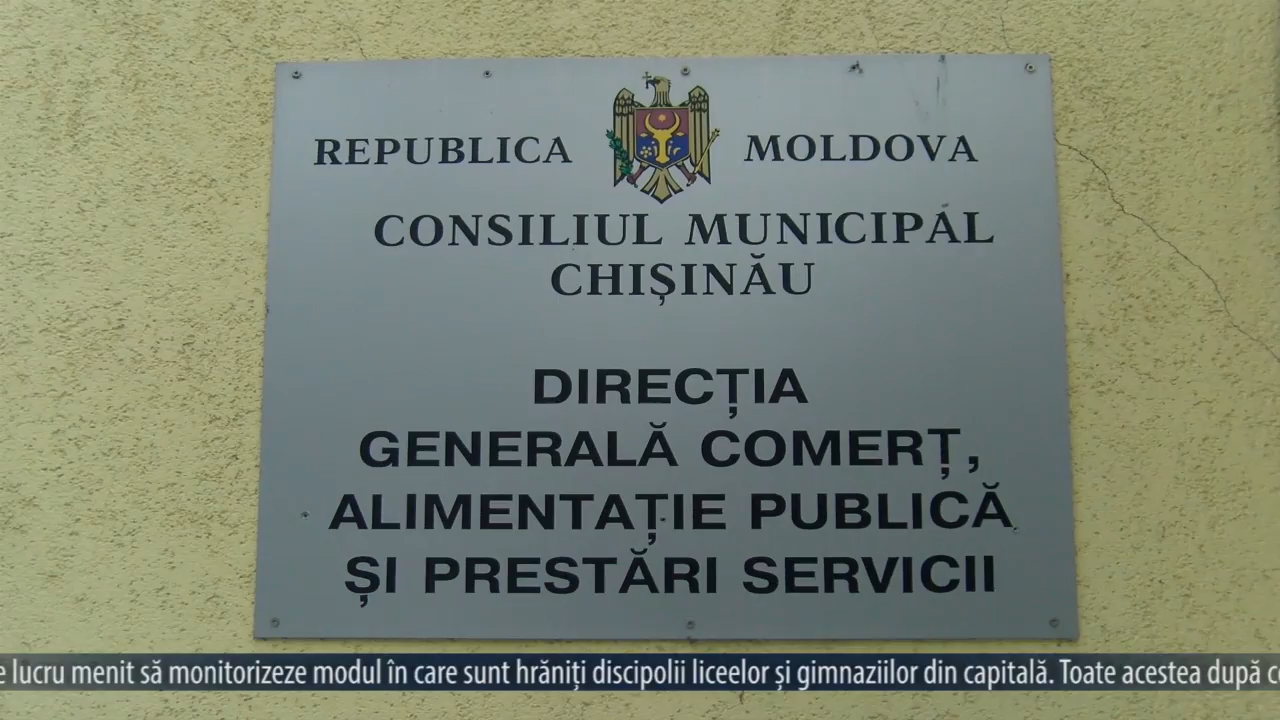 REPUBLICA MOLDOVA
CONSILIUL MUNICIPAL
CHIȘINĂU
DIRECȚIA
GENERALĂ COMERȚ,
ALIMENTAȚIE PUBLICĂ
ȘI PRESTĂRI SERVICII
lucru menit să monitorizeze modul în care sunt hrăniți discipolii liceelor și gimnaziilor din capitală. Toate acestea după